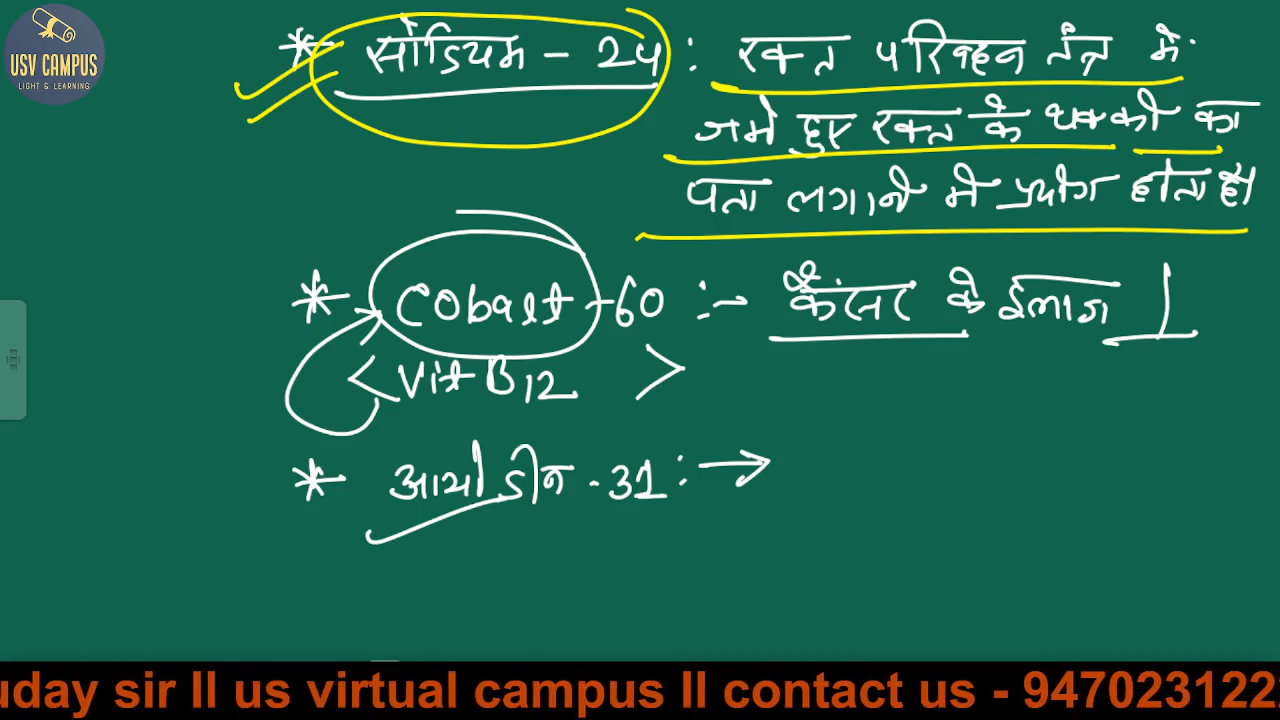 USV CAMPUS
LIGHT & LEARNING
* सोडियम - 24 : रक्त परिवहन तंत्र में
जमे हुए रक्त के थक्को का
पता लगाने में प्रयोग होता है।
* Cobalt - 60 :- कैंसर के ईलाज |
< Vit B12 >
* आयोडीन - 31 : →
uday sir ll us virtual campus ll contact us - 947023122